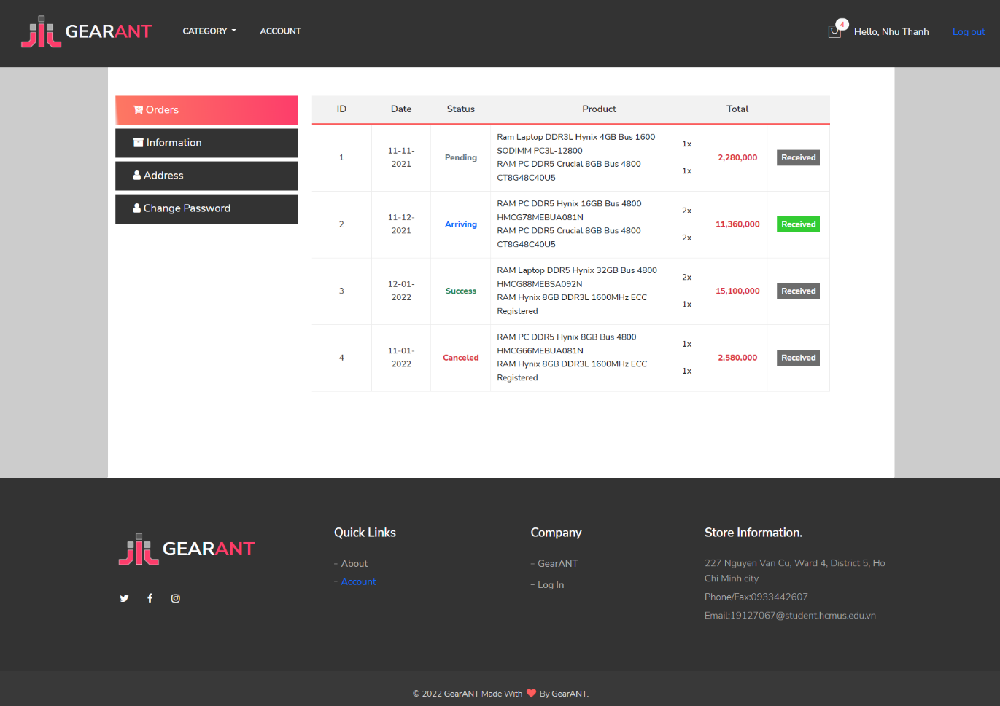 GEARANT
CATEGORY
ACCOUNT
4
Hello, Nhu Thanh
Log out
Orders
Information
Address
Change Password
ID Date Status Product Total
1
11-11-
2021
Pending
Ram Laptop DDR3L Hynix 4GB Bus 1600
SODIMM PC3L-12800
1x
RAM PC DDR5 Crucial 8GB Bus 4800
CT8G48C40U5
1x
2,280,000
Received
2
11-12-
2021
Arriving
RAM PC DDR5 Hynix 16GB Bus 4800
HMCG78MEBUA081N
2x
RAM PC DDR5 Crucial 8GB Bus 4800
CT8G48C40U5
2x
11,360,000
Received
3
12-01-
2022
Success
RAM Laptop DDR5 Hynix 32GB Bus 4800
HMCG88MEBSA092N
2x
RAM Hynix 8GB DDR3L 1600MHz ECC
Registered
1x
15,100,000
Received
4
11-01-
2022
Canceled
RAM PC DDR5 Hynix 8GB Bus 4800
HMCG66MEBUA081N
1x
RAM Hynix 8GB DDR3L 1600MHz ECC
Registered
1x
2,580,000
Received
GEARANT
Quick Links
- About
- Account
Company
- GearANT
- Log In
Store Information.
227 Nguyen Van Cu, Ward 4, District 5, Ho
Chi Minh city
Phone/Fax:0933442607
Email:19127067@student.hcmus.edu.vn
© 2022 GearANT Made With ❤ By GearANT.